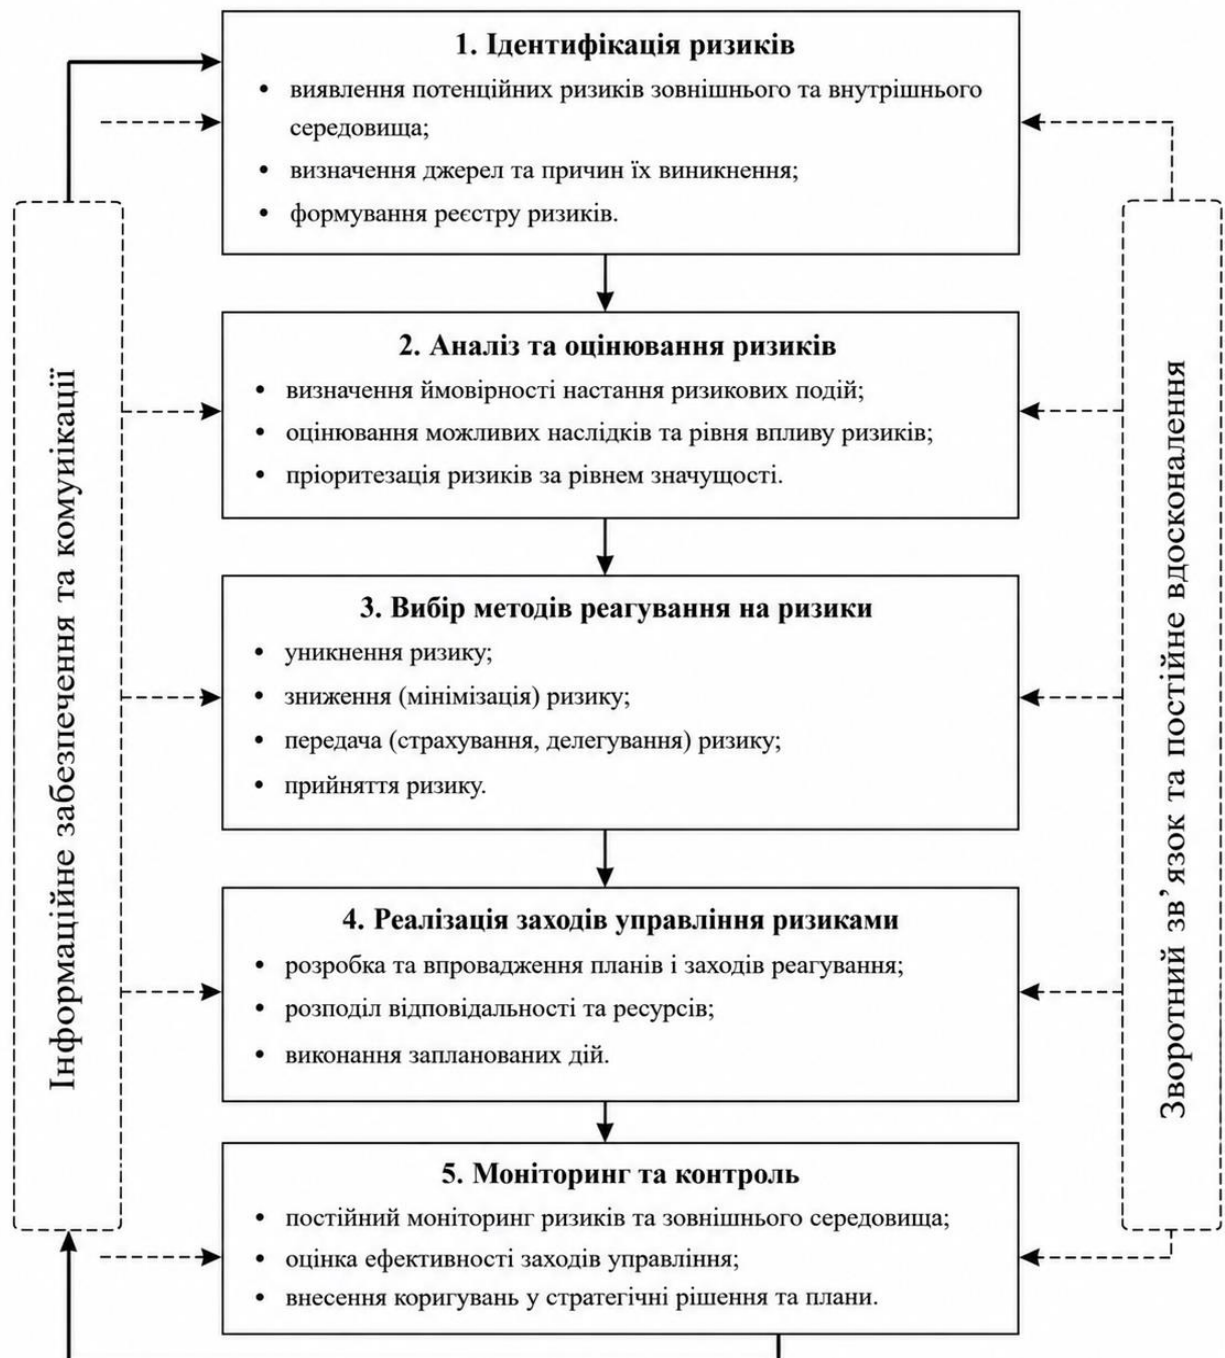 1. Ідентифікація ризиків
• виявлення потенційних ризиків зовнішнього та внутрішнього
середовища;
• визначення джерел та причин їх виникнення;
• формування реєстру ризиків.
2. Аналіз та оцінювання ризиків
• визначення ймовірності настання ризикових подій;
• оцінювання можливих наслідків та рівня впливу ризиків;
• пріоритезація ризиків за рівнем значущості.
3. Вибір методів реагування на ризики
• уникнення ризику;
• зниження (мінімізація) ризику;
• передача (страхування, делегування) ризику;
• прийняття ризику.
4. Реалізація заходів управління ризиками
• розробка та впровадження планів і заходів реагування;
• розподіл відповідальності та ресурсів;
• виконання запланованих дій.
5. Моніторинг та контроль
• постійний моніторинг ризиків та зовнішнього середовища;
• оцінка ефективності заходів управління;
• внесення коригувань у стратегічні рішення та плани.
Інформаційне забезпечення та комуікації
Зворотний зв’язок та постійне вдосконалення